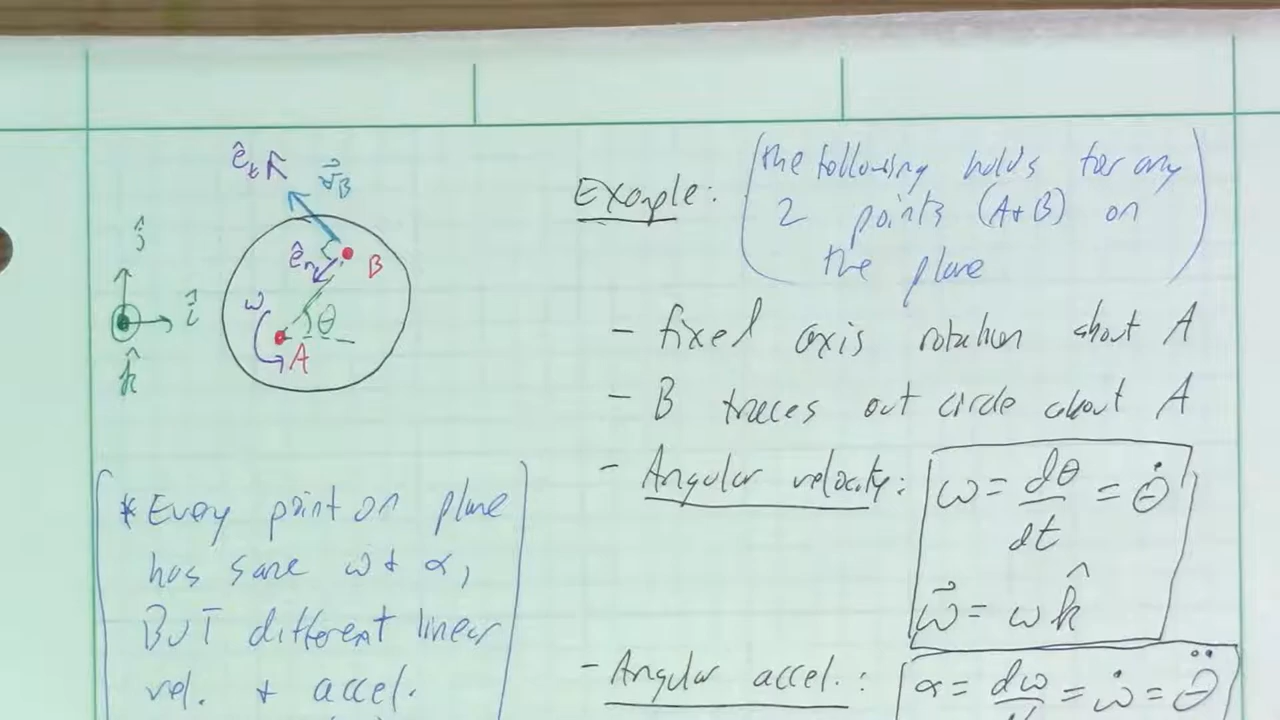 ê_t
v⃗_B
ĵ
ê_n
B
ω
î
θ
A
k̂
Example:
(the following holds for any
2 points (A+B) on
the plane)
- fixed axis rotation about A
- B traces out circle about A
- Angular velocity: ω = dθ/dt = θ̇
ω⃗ = ω k̂
- Angular accel.: α = dω/dt = ω̇ = θ̈
* Every point on plane
has same ω + α,
BUT different linear
vel. + accel.